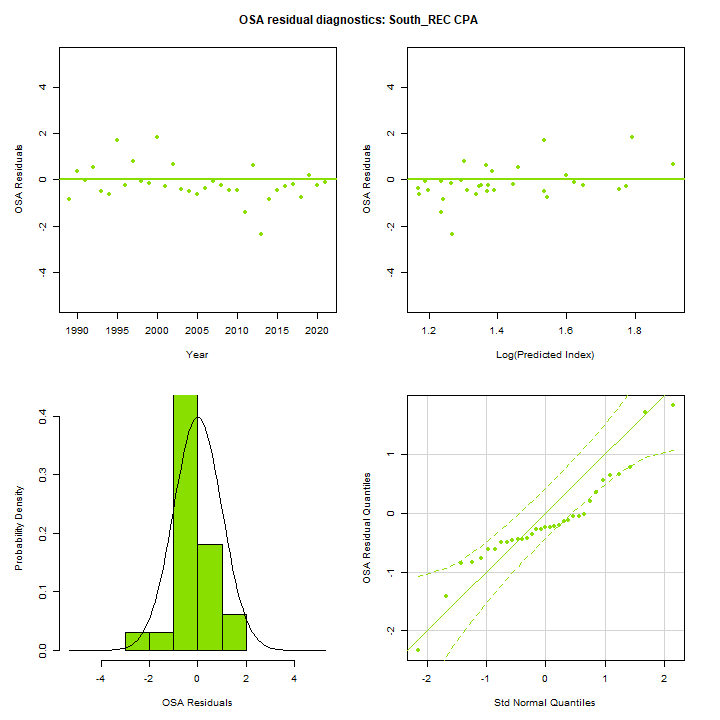 OSA residual diagnostics: South_REC CPA
OSA Residuals
4
2
0
-2
-4
1990 1995 2000 2005 2010 2015 2020
Year
OSA Residuals
4
2
0
-2
-4
1.2 1.4 1.6 1.8
Log(Predicted Index)
Probability Density
0.4
0.3
0.2
0.1
0.0
-4 -2 0 2 4
OSA Residuals
OSA Residual Quantiles
1
0
-1
-2
-2 -1 0 1 2
Std Normal Quantiles